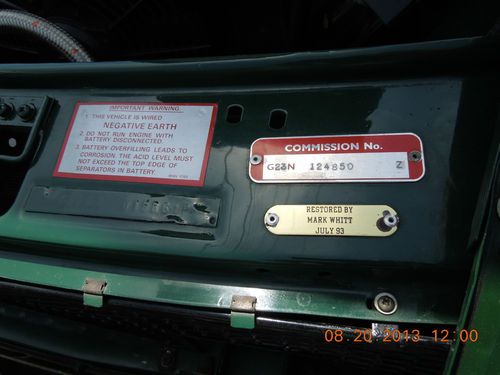 IMPORTANT WARNING
1 THIS VEHICLE IS WIRED
NEGATIVE EARTH
2. DO NOT RUN ENGINE WITH
BATTERY DISCONNECTED.
3. BATTERY OVERFILLING LEADS TO
CORROSION. THE ACID LEVEL MUST
NOT EXCEED THE TOP EDGE OF
SEPARATORS IN BATTERY.
COMMISSION No.
G23N 124850 Z
RESTORED BY
MARK WHITT
JULY 93
08 20 2013 12:00